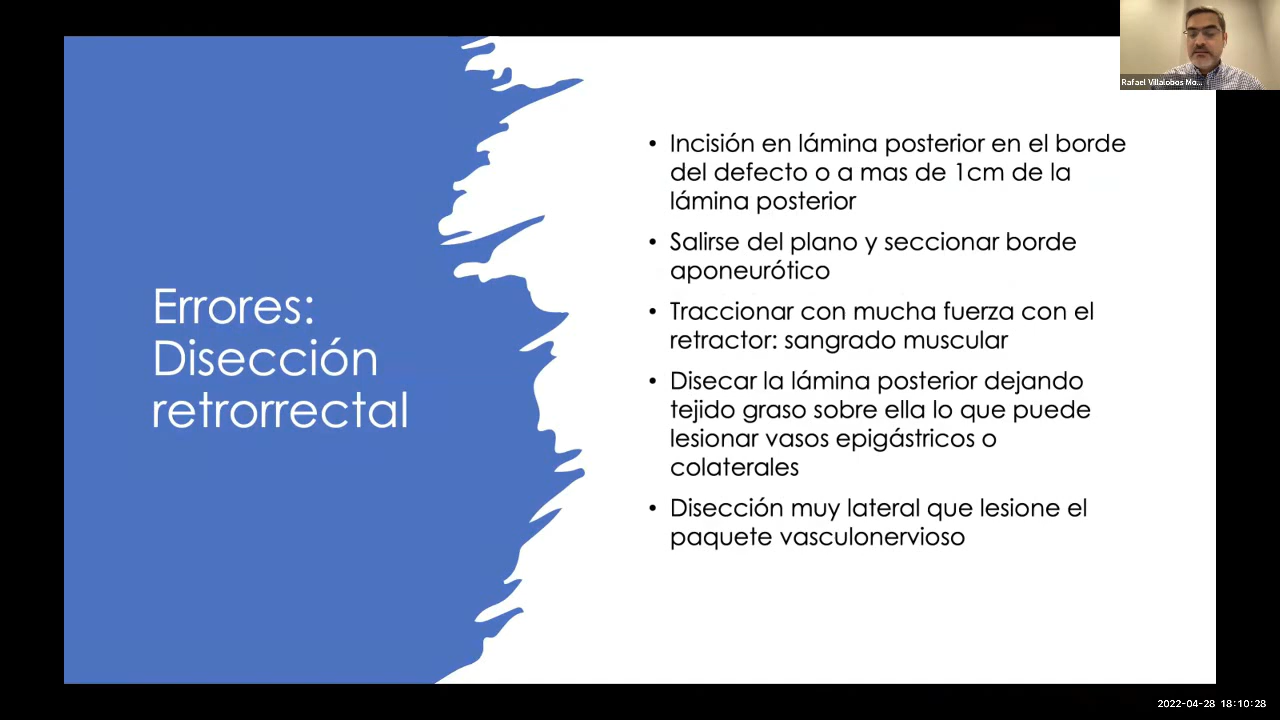 Errores:
Disección
retrorrectal
• Incisión en lámina posterior en el borde
del defecto o a mas de 1cm de la
lámina posterior
• Salirse del plano y seccionar borde
aponeurótico
• Traccionar con mucha fuerza con el
retractor: sangrado muscular
• Disecar la lámina posterior dejando
tejido graso sobre ella lo que puede
lesionar vasos epigástricos o
colaterales
• Disección muy lateral que lesione el
paquete vasculonervioso
Rafael Villalobos Mo...
2022-04-28 18:10:28